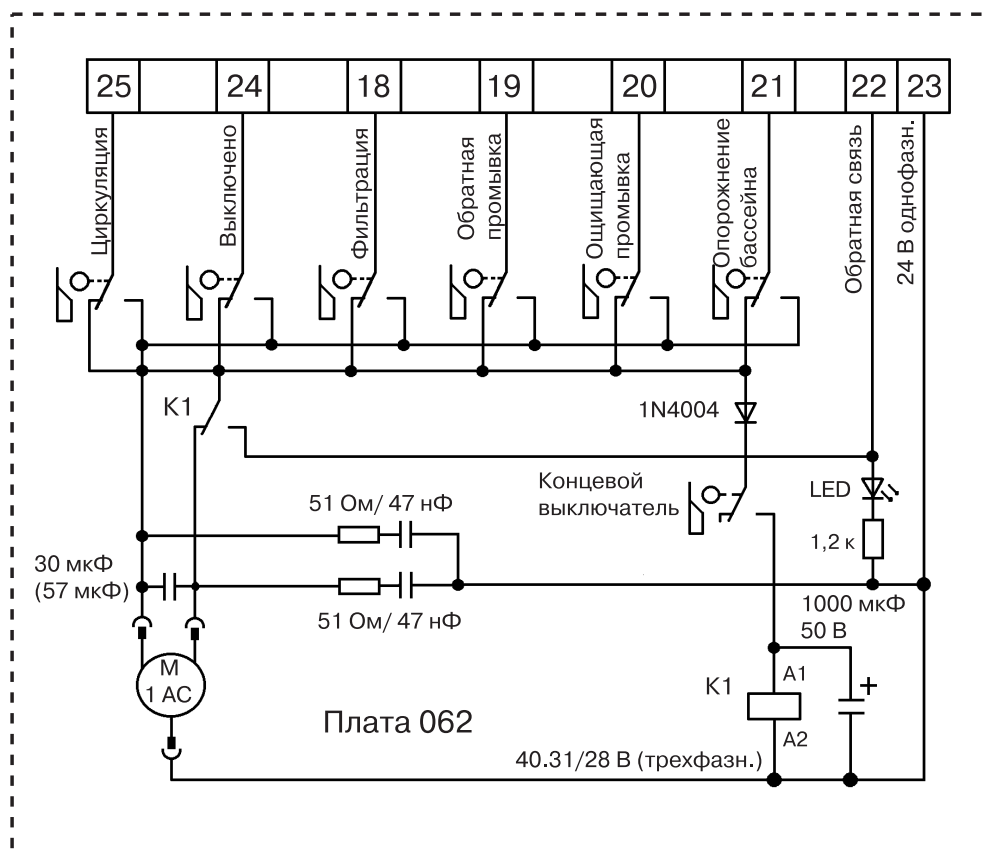 25 24 18 19 20 21 22 23
Циркуляция
Выключено
Фильтрация
Обратная
промывка
Ощищающая
промывка
Опорожнение
бассейна
Обратная связь
24 В однофазн.
K1
1N4004
Концевой
выключатель
LED
1,2 к
51 Ом/ 47 нФ
30 мкФ
(57 мкФ)
51 Ом/ 47 нФ
1000 мкФ
50 В
M
1 AC
K1
A1
+
A2
Плата 062
40.31/28 В (трехфазн.)